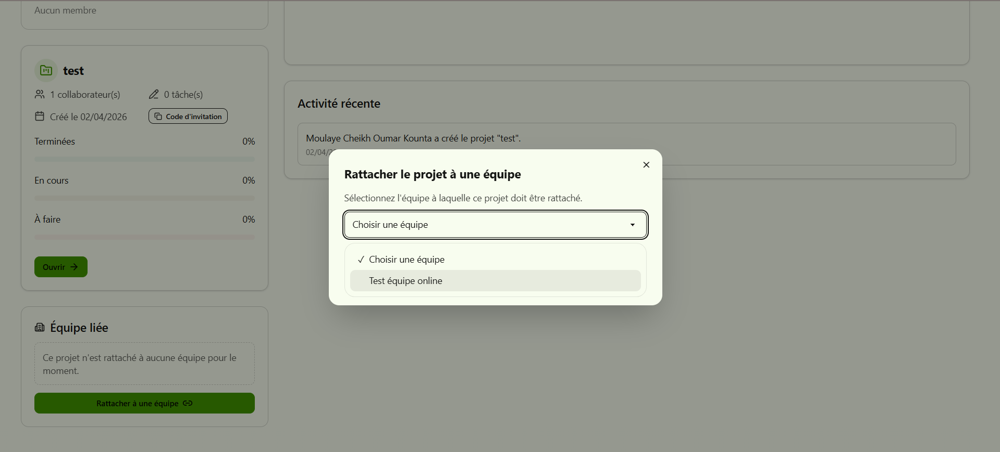 Aucun membre
test
1 collaborateur(s)
0 tâche(s)
Créé le 02/04/2026
Code d'invitation
Terminées
0%
En cours
0%
À faire
0%
Ouvrir
Équipe liée
Ce projet n'est rattaché à aucune équipe pour le
moment.
Rattacher à une équipe
Activité récente
Moulaye Cheikh Oumar Kounta a créé le projet "test".
Rattacher le projet à une équipe
Sélectionnez l'équipe à laquelle ce projet doit être rattaché.
Choisir une équipe
✓ Choisir une équipe
Test équipe online